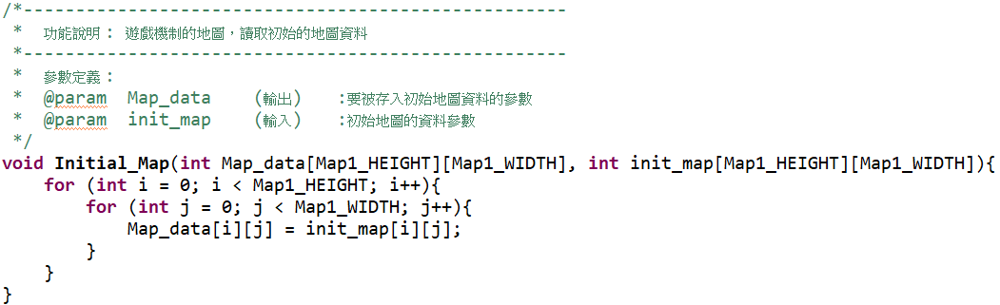 /*----------------------------------------------------
 *  功能說明： 遊戲機制的地圖，讀取初始的地圖資料
 *----------------------------------------------------
 *  參數定義：
 *  @param  Map_data    (輸出)   :要被存入初始地圖資料的參數
 *  @param  init_map    (輸入)   :初始地圖的資料參數
 */
void Initial_Map(int Map_data[Map1_HEIGHT][Map1_WIDTH], int init_map[Map1_HEIGHT][Map1_WIDTH]){
    for (int i = 0; i < Map1_HEIGHT; i++){
        for (int j = 0; j < Map1_WIDTH; j++){
            Map_data[i][j] = init_map[i][j];
        }
    }
}